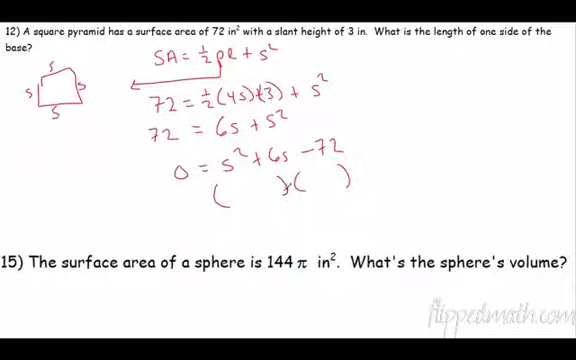 12) A square pyramid has a surface area of 72 in² with a slant height of 3 in. What is the length of one side of the
base?
SA = ½pl + s²
s
s
s
s
72 = ½(4s)(3) + s²
72 = 6s + s²
0 = s² + 6s - 72
( )( )
15) The surface area of a sphere is 144 π in². What's the sphere's volume?
flippedmath.com